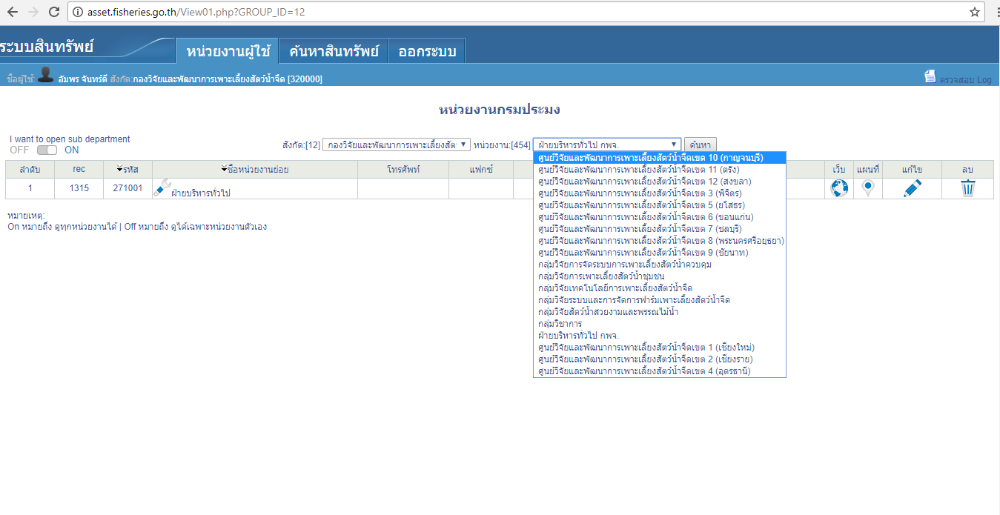 asset.fisheries.go.th/View01.php?GROUP_ID=12
ระบบสินทรัพย์
หน่วยงานผู้ใช้
ค้นหาสินทรัพย์
ออกระบบ
ชื่อผู้ใช้: อัมพร จันทร์ดี สังกัด:กองวิจัยและพัฒนาการเพาะเลี้ยงสัตว์น้ำจืด [320000]
ตรวจสอบ Log
หน่วยงานกรมประมง
I want to open sub department
OFF ON
สังกัด:[12] กองวิจัยและพัฒนาการเพาะเลี้ยงสัต หน่วยงาน:[454] ฝ่ายบริหารทั่วไป กพจ. ค้นหา
ลำดับ rec รหัส ชื่อหน่วยงานย่อย โทรศัพท์ แฟกซ์ เว็บ แผนที่ แก้ไข ลบ
1 1315 271001 ฝ่ายบริหารทั่วไป
ศูนย์วิจัยและพัฒนาการเพาะเลี้ยงสัตว์น้ำจืดเขต 10 (กาญจนบุรี)
ศูนย์วิจัยและพัฒนาการเพาะเลี้ยงสัตว์น้ำจืดเขต 11 (ตรัง)
ศูนย์วิจัยและพัฒนาการเพาะเลี้ยงสัตว์น้ำจืดเขต 12 (สงขลา)
ศูนย์วิจัยและพัฒนาการเพาะเลี้ยงสัตว์น้ำจืดเขต 3 (พิจิตร)
ศูนย์วิจัยและพัฒนาการเพาะเลี้ยงสัตว์น้ำจืดเขต 5 (ยโสธร)
ศูนย์วิจัยและพัฒนาการเพาะเลี้ยงสัตว์น้ำจืดเขต 6 (ขอนแก่น)
ศูนย์วิจัยและพัฒนาการเพาะเลี้ยงสัตว์น้ำจืดเขต 7 (ชลบุรี)
ศูนย์วิจัยและพัฒนาการเพาะเลี้ยงสัตว์น้ำจืดเขต 8 (พระนครศรีอยุธยา)
ศูนย์วิจัยและพัฒนาการเพาะเลี้ยงสัตว์น้ำจืดเขต 9 (ชัยนาท)
กลุ่มวิจัยการจัดระบบการเพาะเลี้ยงสัตว์น้ำควบคุม
กลุ่มวิจัยการเพาะเลี้ยงสัตว์น้ำชุมชน
กลุ่มวิจัยเทคโนโลยีการเพาะเลี้ยงสัตว์น้ำจืด
กลุ่มวิจัยระบบและการจัดการฟาร์มเพาะเลี้ยงสัตว์น้ำจืด
กลุ่มวิจัยสัตว์น้ำสวยงามและพรรณไม้น้ำ
กลุ่มวิชาการ
ฝ่ายบริหารทั่วไป กพจ.
ศูนย์วิจัยและพัฒนาการเพาะเลี้ยงสัตว์น้ำจืดเขต 1 (เชียงใหม่)
ศูนย์วิจัยและพัฒนาการเพาะเลี้ยงสัตว์น้ำจืดเขต 2 (เชียงราย)
ศูนย์วิจัยและพัฒนาการเพาะเลี้ยงสัตว์น้ำจืดเขต 4 (อุดรธานี)
หมายเหตุ:
On หมายถึง ดูทุกหน่วยงานได้ | Off หมายถึง ดูได้เฉพาะหน่วยงานตัวเอง